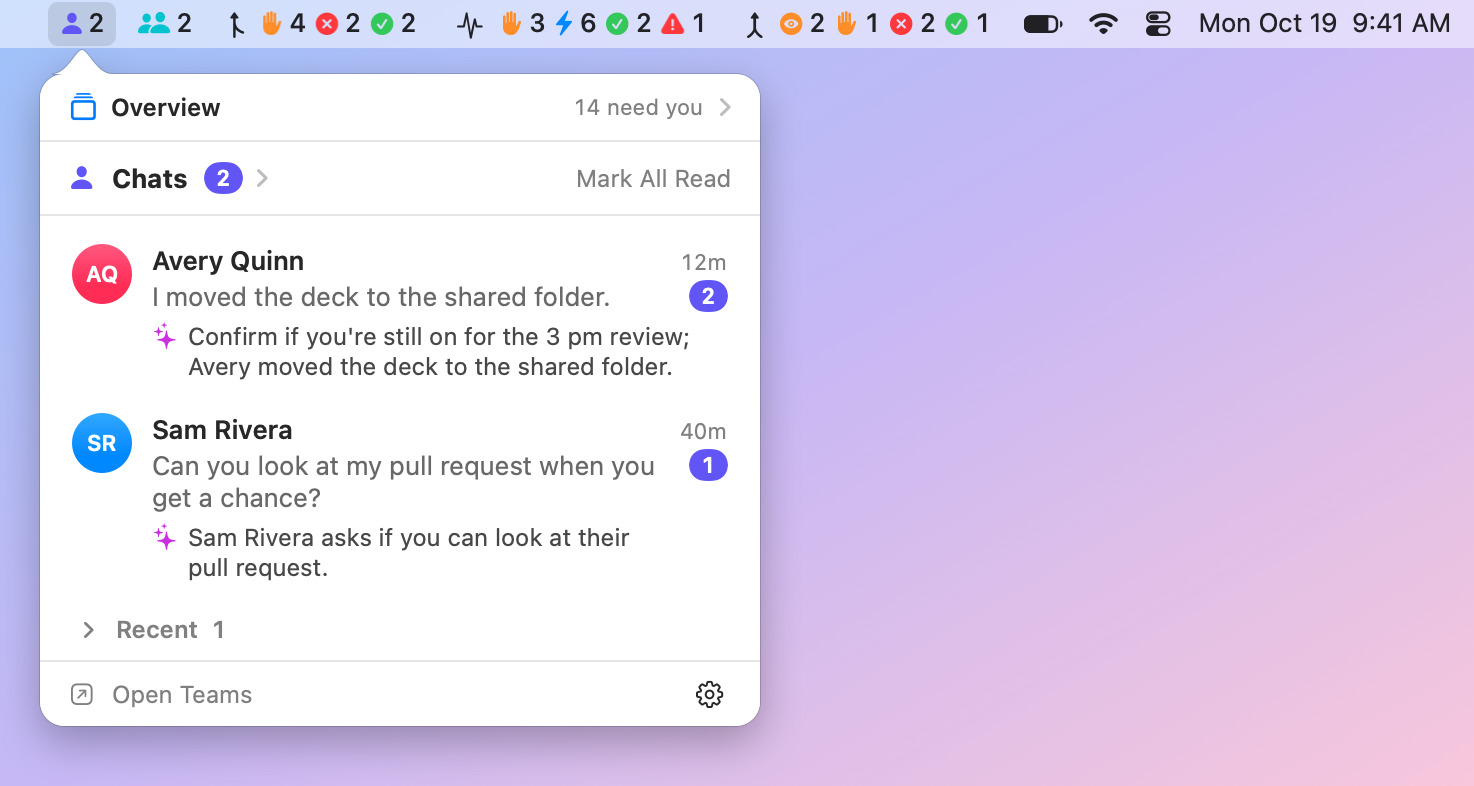 2 2 4 2 2 3 6 2 1 2 1 2 1 Mon Oct 19 9:41 AM
Overview 14 need you
Chats 2 Mark All Read
AQ Avery Quinn 12m
I moved the deck to the shared folder. 2
Confirm if you're still on for the 3 pm review;
Avery moved the deck to the shared folder.
SR Sam Rivera 40m
Can you look at my pull request when you 1
get a chance?
Sam Rivera asks if you can look at their
pull request.
Recent 1
Open Teams